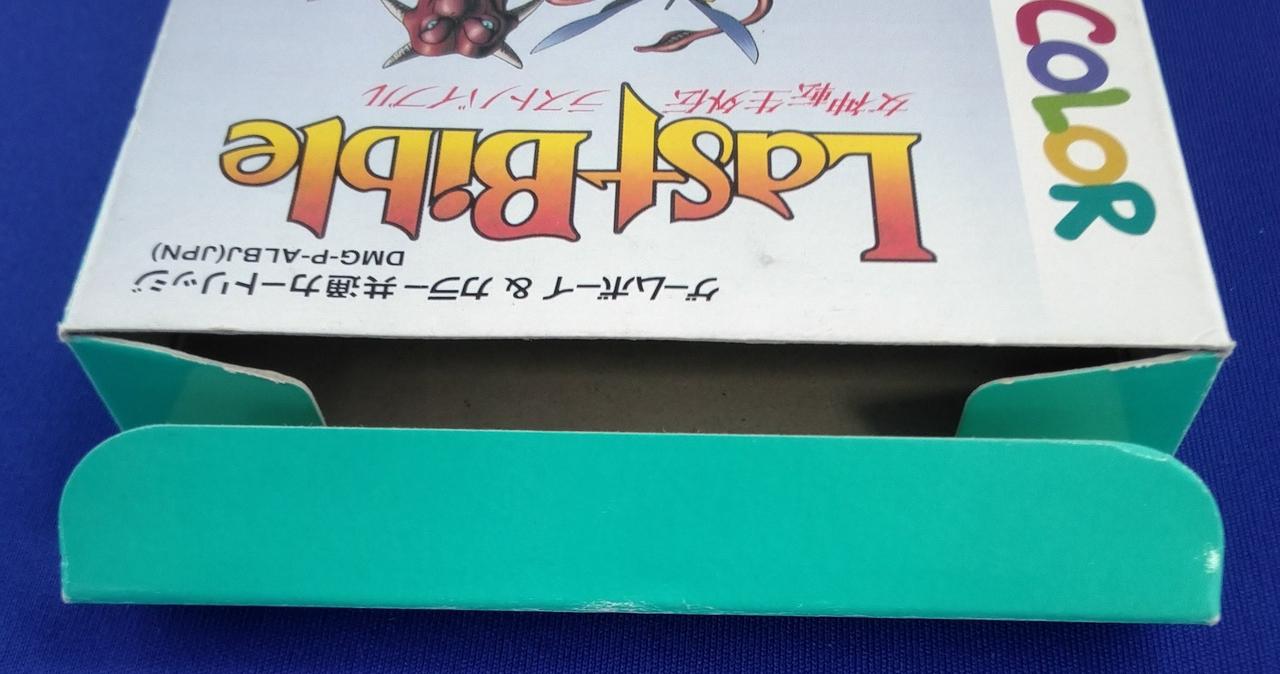 ゲームボーイ & カラー共通カートリッジ
DMG-P-ALBJ(JPN)
Last Bible
女神転生外伝 ラストバイブル
COLOR